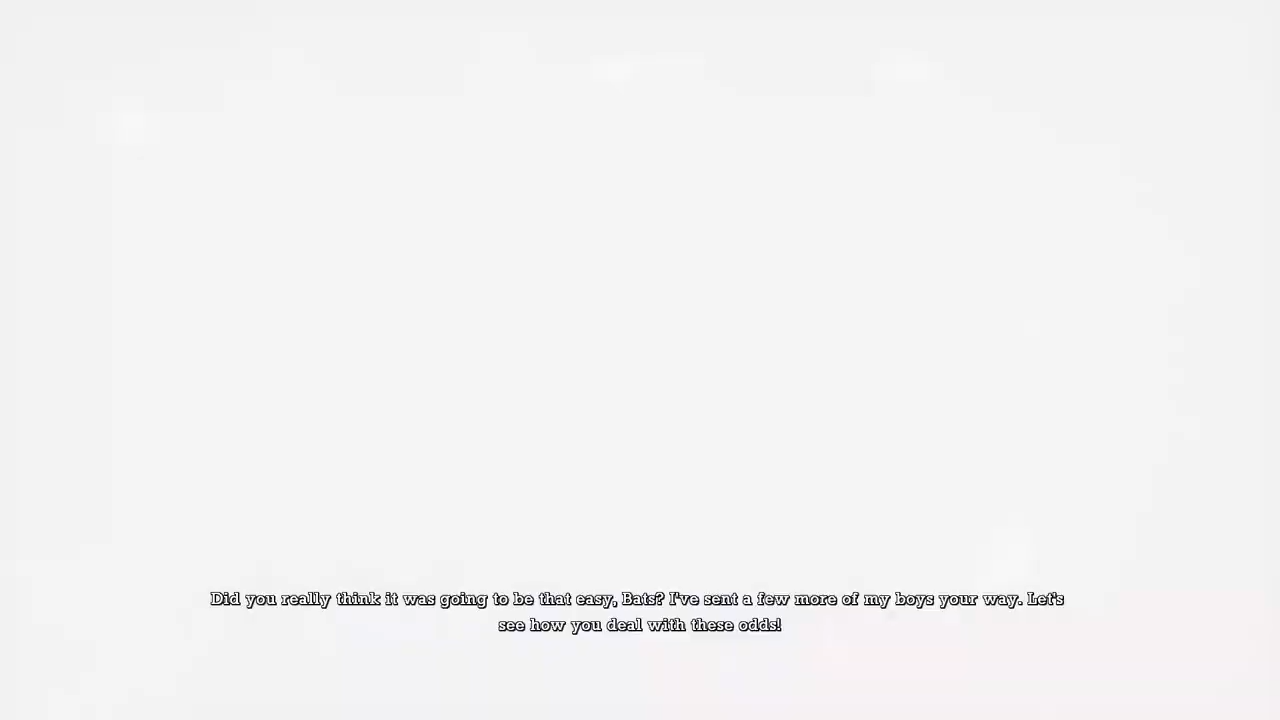 Did you really think it was going to be that easy, Bats? I've sent a few more of my boys your way. Let's
see how you deal with these odds!